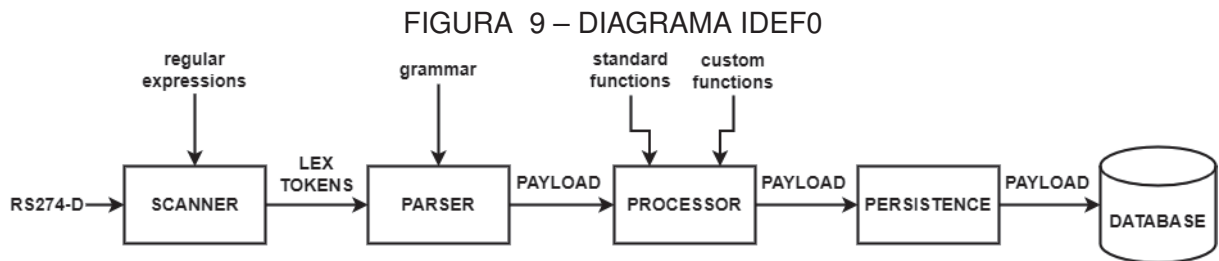 FIGURA 9 – DIAGRAMA IDEF0
regular
expressions
grammar
standard
functions
custom
functions
RS274-D
SCANNER
LEX
TOKENS
PARSER
PAYLOAD
PROCESSOR
PAYLOAD
PERSISTENCE
PAYLOAD
DATABASE